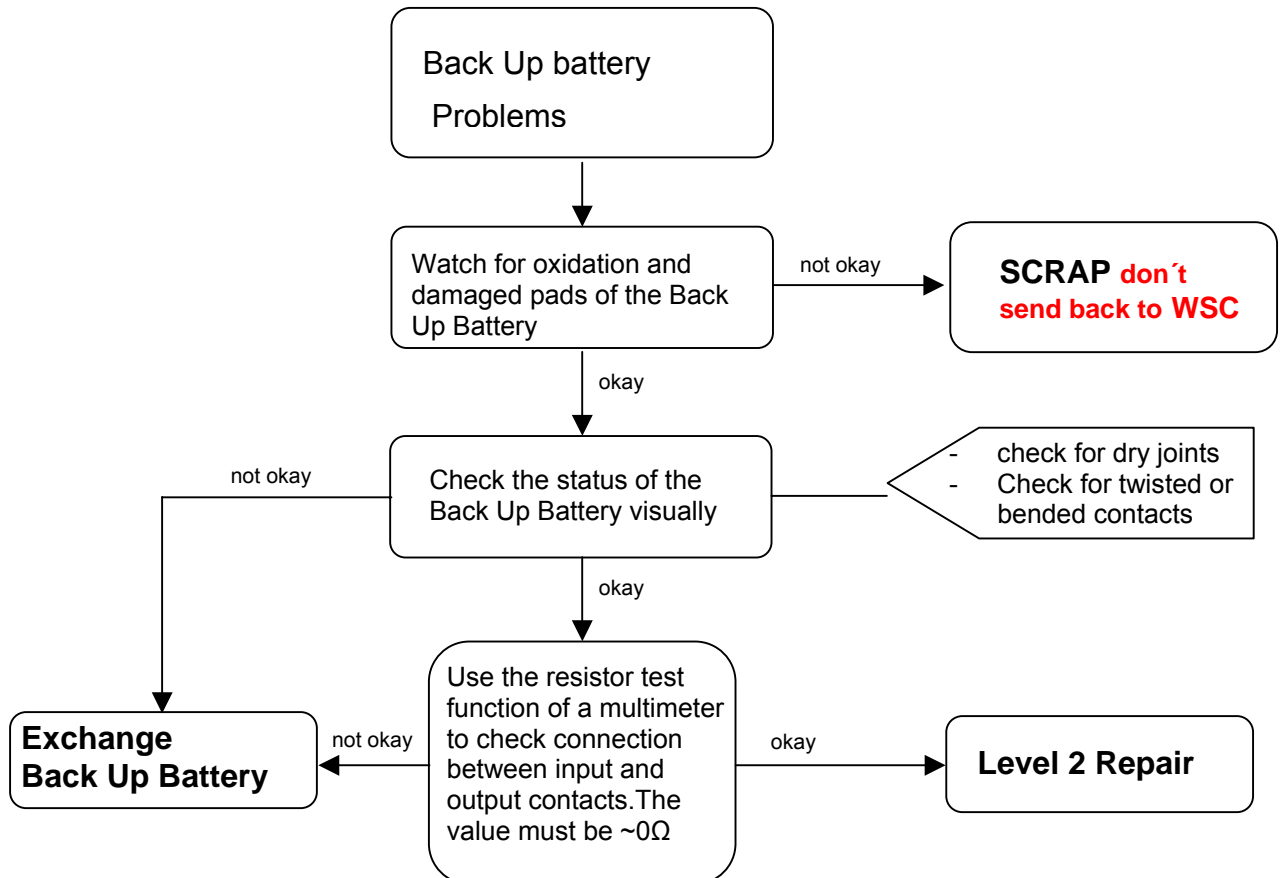 Back Up battery
Problems
Watch for oxidation and
damaged pads of the Back
Up Battery
not okay
SCRAP don´t
send back to WSC
okay
not okay
Check the status of the
Back Up Battery visually
- check for dry joints
- Check for twisted or
bended contacts
okay
Exchange
Back Up Battery
not okay
Use the resistor test
function of a multimeter
to check connection
between input and
output contacts.The
value must be ~0Ω
okay
Level 2 Repair